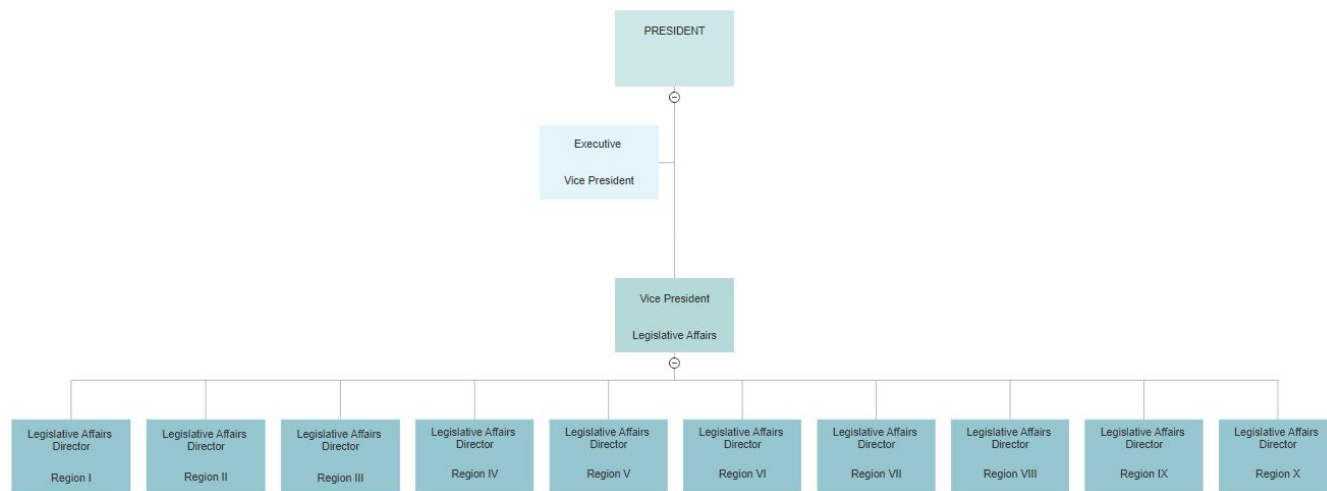 PRESIDENT
Executive
Vice President
Vice President
Legislative Affairs
Legislative Affairs
Director
Region I
Legislative Affairs
Director
Region II
Legislative Affairs
Director
Region III
Legislative Affairs
Director
Region IV
Legislative Affairs
Director
Region V
Legislative Affairs
Director
Region VI
Legislative Affairs
Director
Region VII
Legislative Affairs
Director
Region VIII
Legislative Affairs
Director
Region IX
Legislative Affairs
Director
Region X